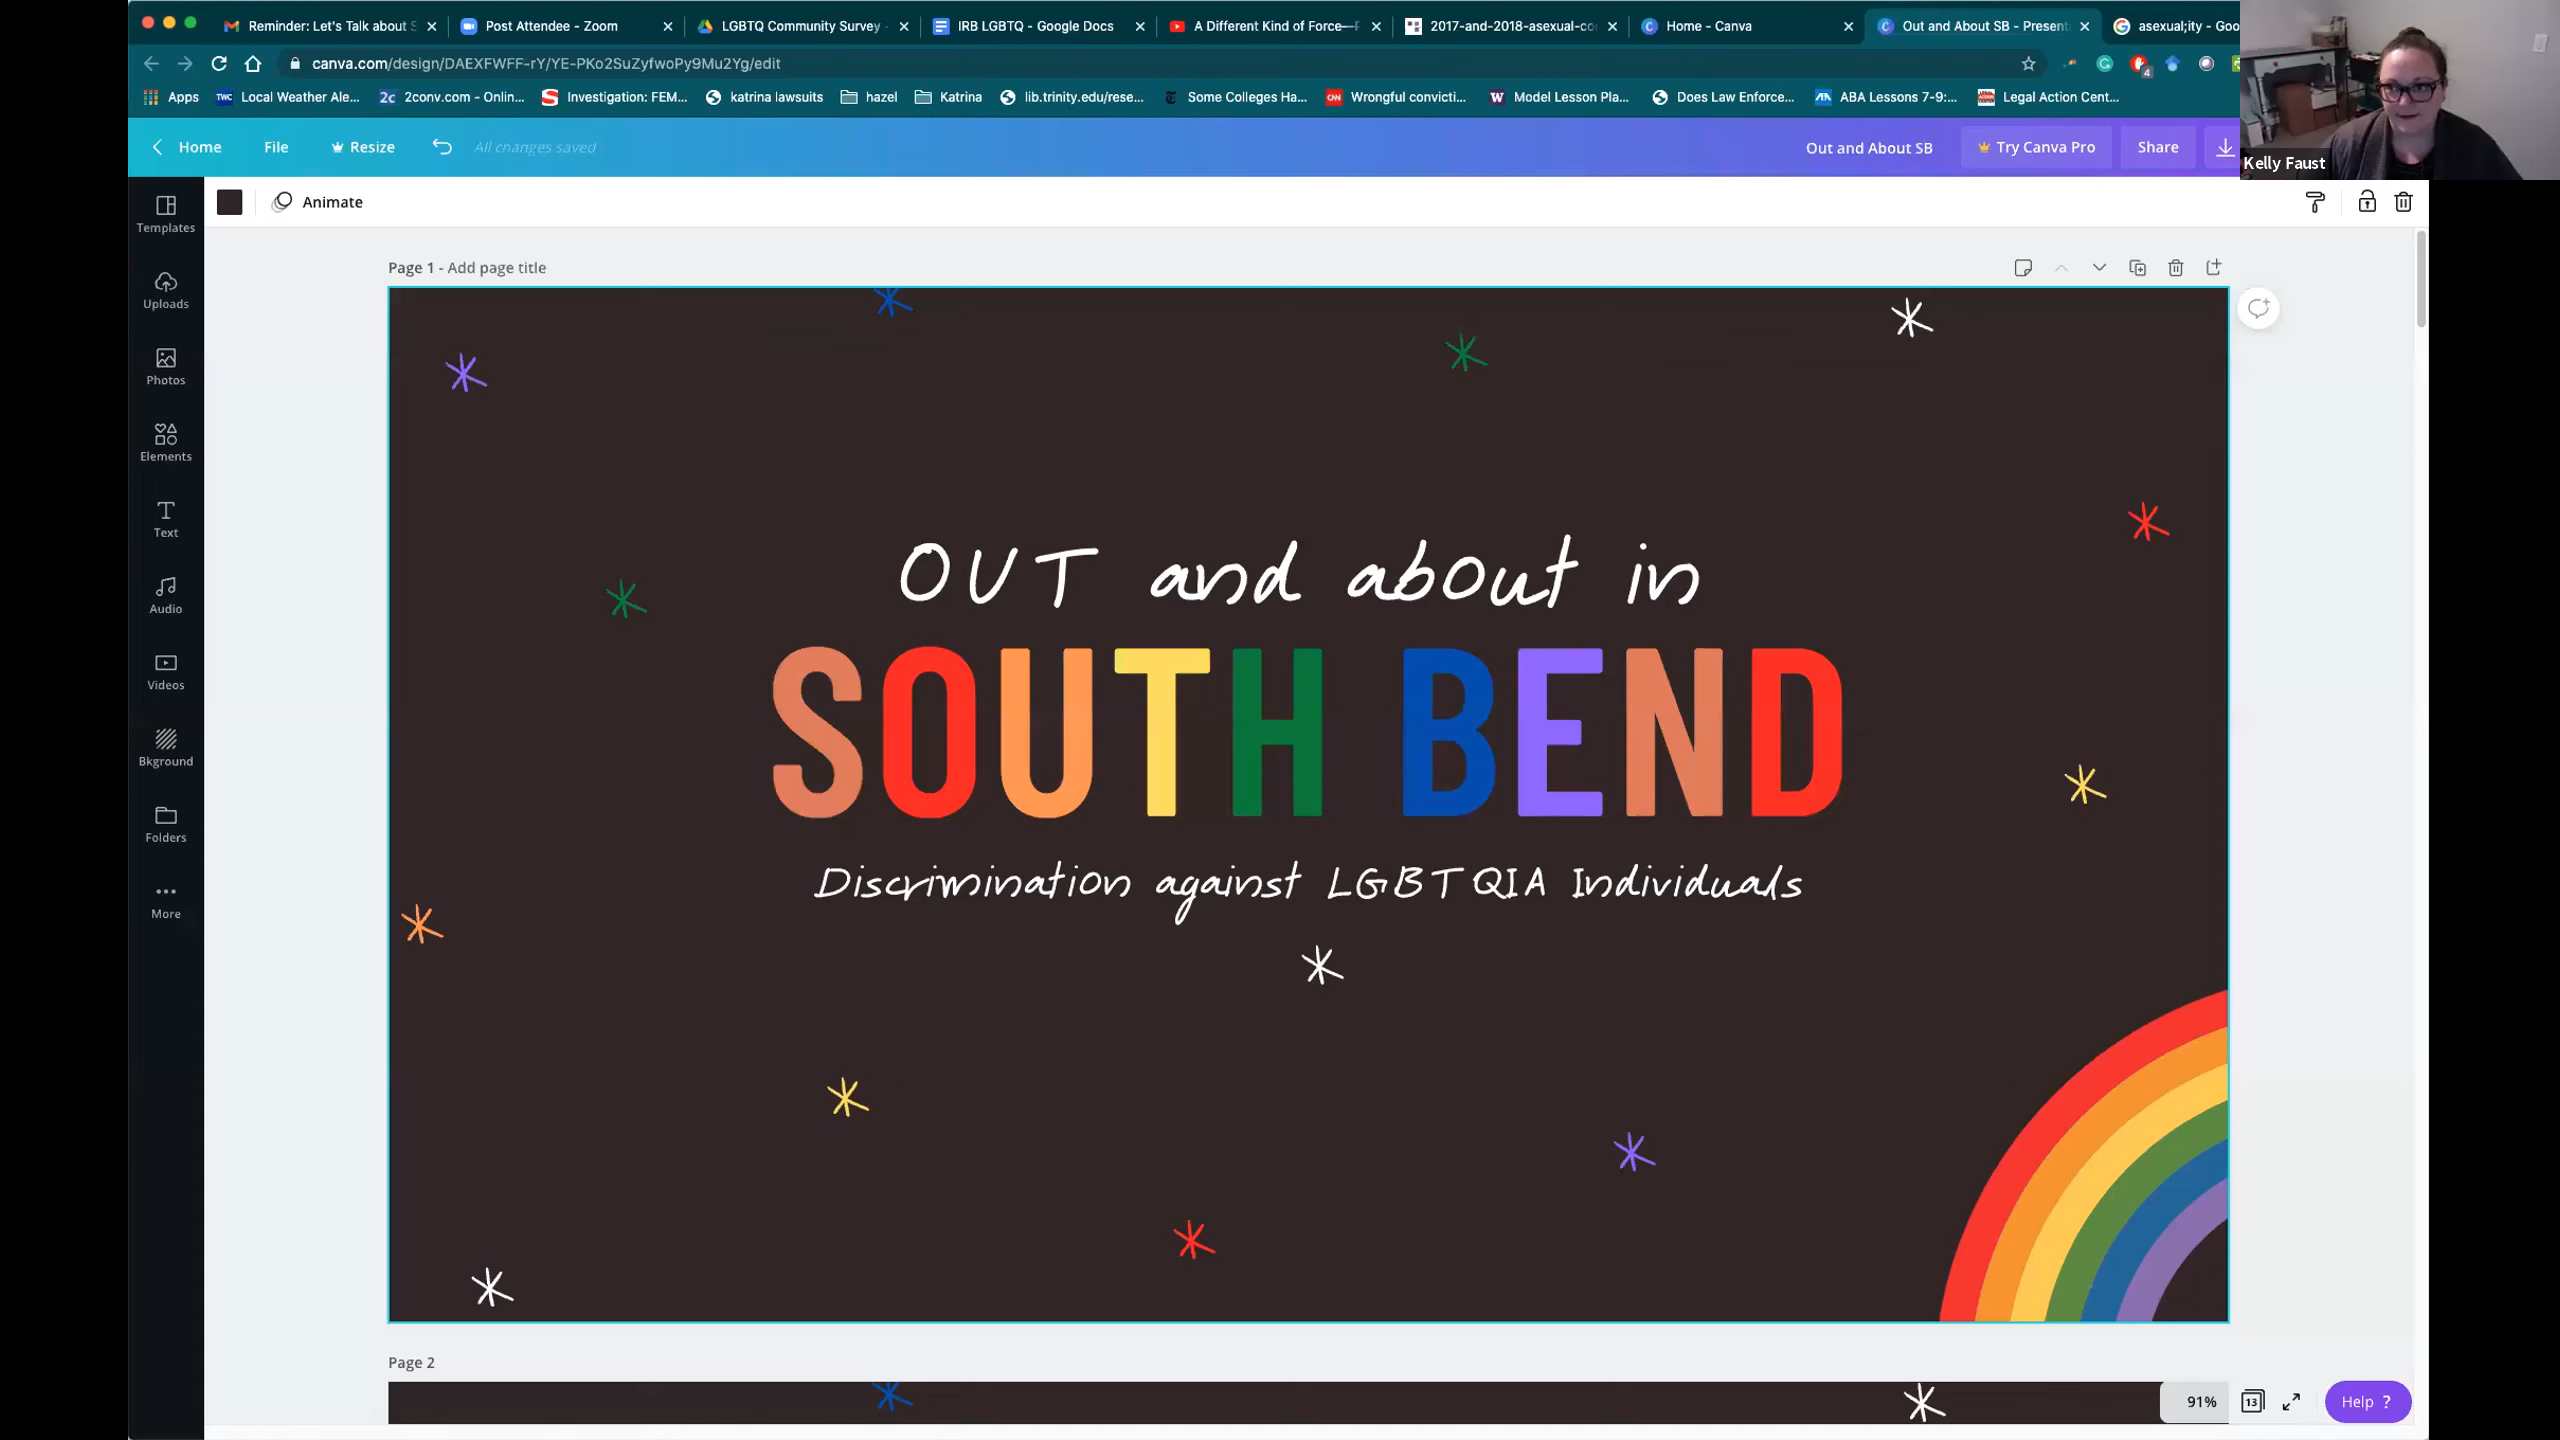 Reminder: Let's Talk about S
Post Attendee - Zoom
LGBTQ Community Survey -
IRB LGBTQ - Google Docs
A Different Kind of Force—
2017-and-2018-asexual-co
Home - Canva
Out and About SB - Present
asexual;ity - Goo
canva.com/design/DAEXFWFF-rY/YE-PKo2SuZyfwoPy9Mu2Yg/edit
4
Apps
TWC Local Weather Ale...
2c 2conv.com - Onlin...
S Investigation: FEM...
katrina lawsuits
hazel
Katrina
lib.trinity.edu/rese...
Some Colleges Ha...
CNN Wrongful convicti...
W Model Lesson Pla...
Does Law Enforce...
ABA Lessons 7-9:...
Legal Action Cent...
Home
File
Resize
All changes saved
Out and About SB
Try Canva Pro
Share
Kelly Faust
Animate
Templates
Uploads
Photos
Elements
Text
Audio
Videos
Bkground
Folders
More
Page 1 - Add page title
OUT and about in
SOUTH BEND
Discrimination against LGBTQIA Individuals
Page 2
91%
13
Help ?